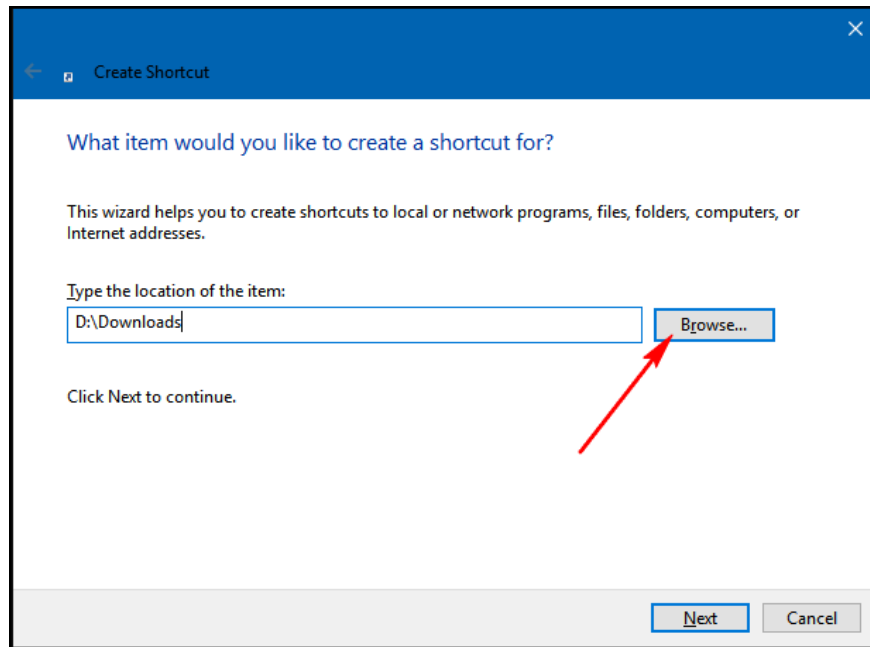 Create Shortcut
What item would you like to create a shortcut for?
This wizard helps you to create shortcuts to local or network programs, files, folders, computers, or
Internet addresses.
Type the location of the item:
D:\Downloads
Browse...
Click Next to continue.
Next
Cancel